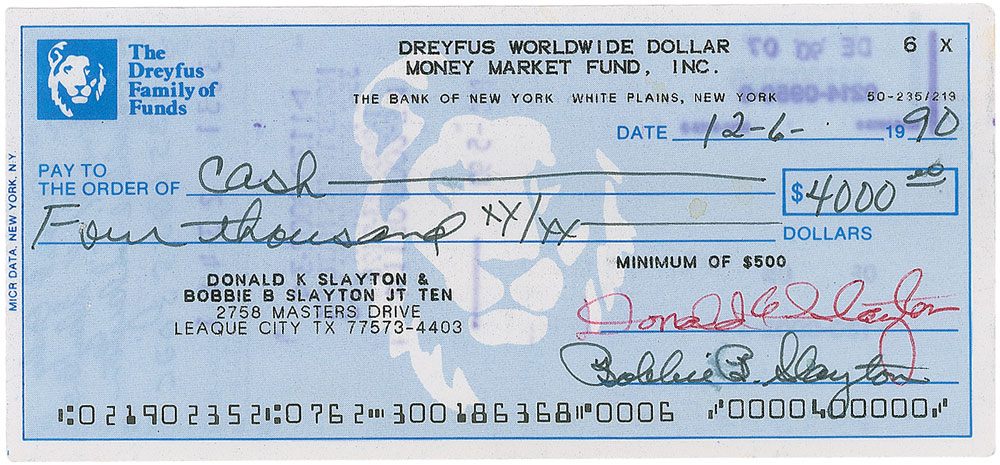 The
Dreyfus
Family of
Funds
DREYFUS WORLDWIDE DOLLAR
MONEY MARKET FUND, INC.
6 X
THE BANK OF NEW YORK WHITE PLAINS, NEW YORK 50-235/219
DATE 12-6- 1990
PAY TO
THE ORDER OF Cash
$4000 00
Four thousand XX/XX DOLLARS
MINIMUM OF $500
DONALD K SLAYTON &
BOBBIE B SLAYTON JT TEN
2758 MASTERS DRIVE
LEAQUE CITY TX 77573-4403
Donald K Slayton
Bobbie B. Slayton
⑆021902352⑆0762⑉300186368⑈0006 ⑈0000400000⑈
MICR DATA, NEW YORK, N-Y